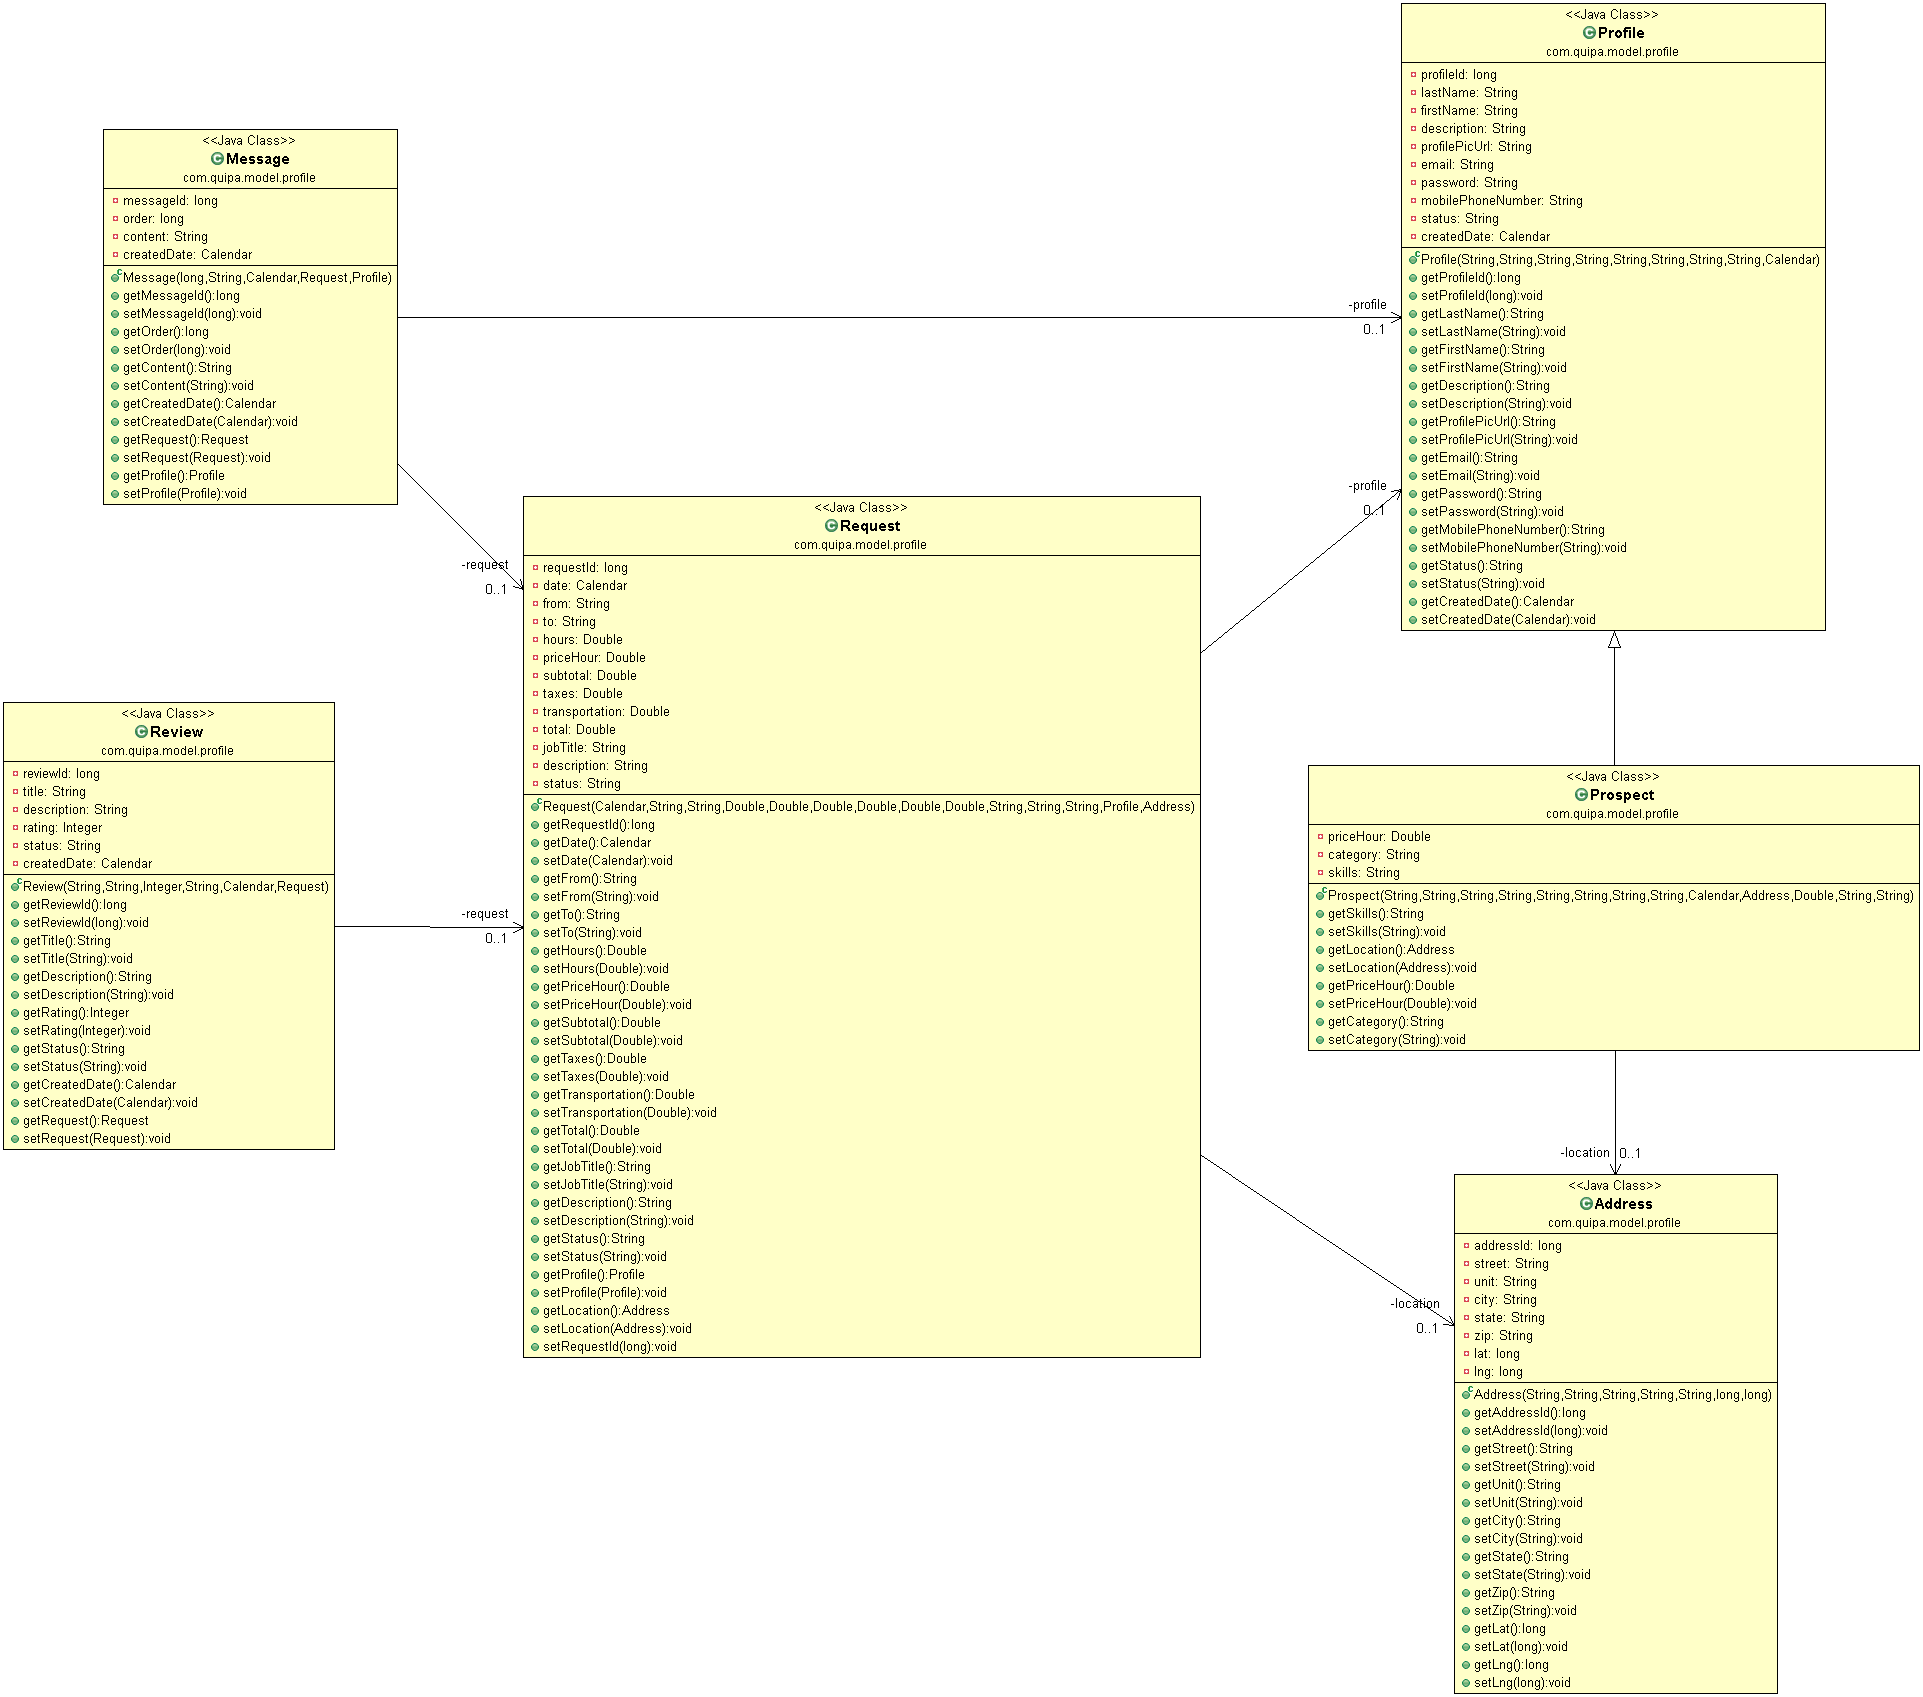 <<Java Class>>
Profile
com.quipa.model.profile
profileId: long
lastName: String
firstName: String
description: String
profilePicUrl: String
email: String
password: String
mobilePhoneNumber: String
status: String
createdDate: Calendar
Profile(String,String,String,String,String,String,String,String,Calendar)
getProfileId():long
setProfileId(long):void
getLastName():String
setLastName(String):void
getFirstName():String
setFirstName(String):void
getDescription():String
setDescription(String):void
getProfilePicUrl():String
setProfilePicUrl(String):void
getEmail():String
setEmail(String):void
getPassword():String
setPassword(String):void
getMobilePhoneNumber():String
setMobilePhoneNumber(String):void
getStatus():String
setStatus(String):void
getCreatedDate():Calendar
setCreatedDate(Calendar):void
<<Java Class>>
Message
com.quipa.model.profile
messageId: long
order: long
content: String
createdDate: Calendar
Message(long,String,Calendar,Request,Profile)
getMessageId():long
setMessageId(long):void
getOrder():long
setOrder(long):void
getContent():String
setContent(String):void
getCreatedDate():Calendar
setCreatedDate(Calendar):void
getRequest():Request
setRequest(Request):void
getProfile():Profile
setProfile(Profile):void
-profile
0..1
-profile
0..1
-request
0..1
<<Java Class>>
Request
com.quipa.model.profile
requestId: long
date: Calendar
from: String
to: String
hours: Double
priceHour: Double
subtotal: Double
taxes: Double
transportation: Double
total: Double
jobTitle: String
description: String
status: String
Request(Calendar,String,String,Double,Double,Double,Double,Double,Double,String,String,String,Profile,Address)
getRequestId():long
getDate():Calendar
setDate(Calendar):void
getFrom():String
setFrom(String):void
getTo():String
setTo(String):void
getHours():Double
setHours(Double):void
getPriceHour():Double
setPriceHour(Double):void
getSubtotal():Double
setSubtotal(Double):void
getTaxes():Double
setTaxes(Double):void
getTransportation():Double
setTransportation(Double):void
getTotal():Double
setTotal(Double):void
getJobTitle():String
setJobTitle(String):void
getDescription():String
setDescription(String):void
getStatus():String
setStatus(String):void
getProfile():Profile
setProfile(Profile):void
getLocation():Address
setLocation(Address):void
setRequestId(long):void
<<Java Class>>
Review
com.quipa.model.profile
reviewId: long
title: String
description: String
rating: Integer
status: String
createdDate: Calendar
Review(String,String,Integer,String,Calendar,Request)
getReviewId():long
setReviewId(long):void
getTitle():String
setTitle(String):void
getDescription():String
setDescription(String):void
getRating():Integer
setRating(Integer):void
getStatus():String
setStatus(String):void
getCreatedDate():Calendar
setCreatedDate(Calendar):void
getRequest():Request
setRequest(Request):void
-request
0..1
<<Java Class>>
Prospect
com.quipa.model.profile
priceHour: Double
category: String
skills: String
Prospect(String,String,String,String,String,String,String,String,Calendar,Address,Double,String,String)
getSkills():String
setSkills(String):void
getLocation():Address
setLocation(Address):void
getPriceHour():Double
setPriceHour(Double):void
getCategory():String
setCategory(String):void
-location 0..1
-location
0..1
<<Java Class>>
Address
com.quipa.model.profile
addressId: long
street: String
unit: String
city: String
state: String
zip: String
lat: long
lng: long
Address(String,String,String,String,String,long,long)
getAddressId():long
setAddressId(long):void
getStreet():String
setStreet(String):void
getUnit():String
setUnit(String):void
getCity():String
setCity(String):void
getState():String
setState(String):void
getZip():String
setZip(String):void
getLat():long
setLat(long):void
getLng():long
setLng(long):void